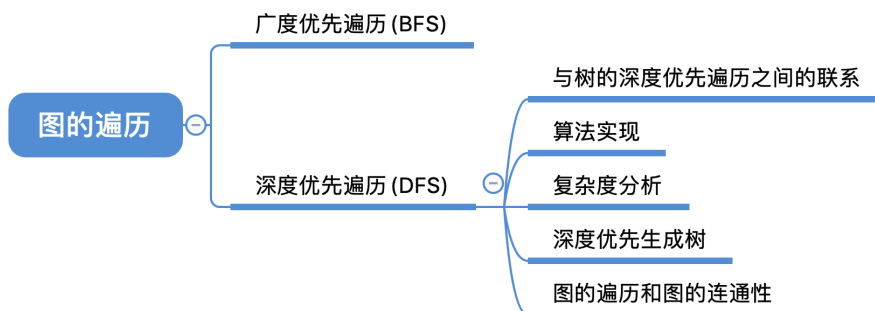 图的遍历
广度优先遍历 (BFS)
深度优先遍历 (DFS)
与树的深度优先遍历之间的联系
算法实现
复杂度分析
深度优先生成树
图的遍历和图的连通性